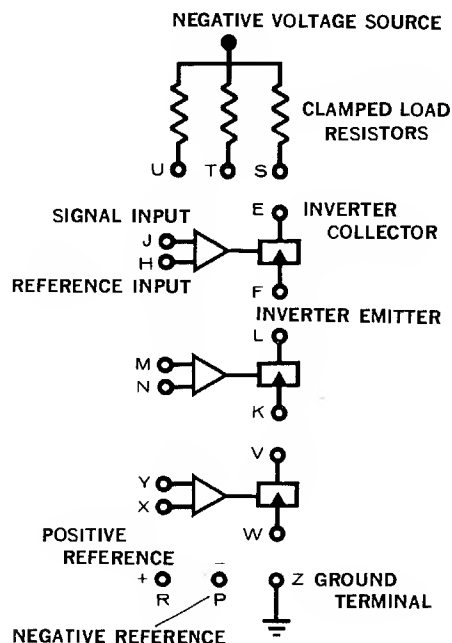 NEGATIVE VOLTAGE SOURCE
CLAMPED LOAD
RESISTORS
U T S
E INVERTER
COLLECTOR
SIGNAL INPUT
J
H
REFERENCE INPUT
F
INVERTER EMITTER
L
M
N
K
V
Y
X
W
POSITIVE
REFERENCE
+ − Z GROUND
R P TERMINAL
NEGATIVE REFERENCE